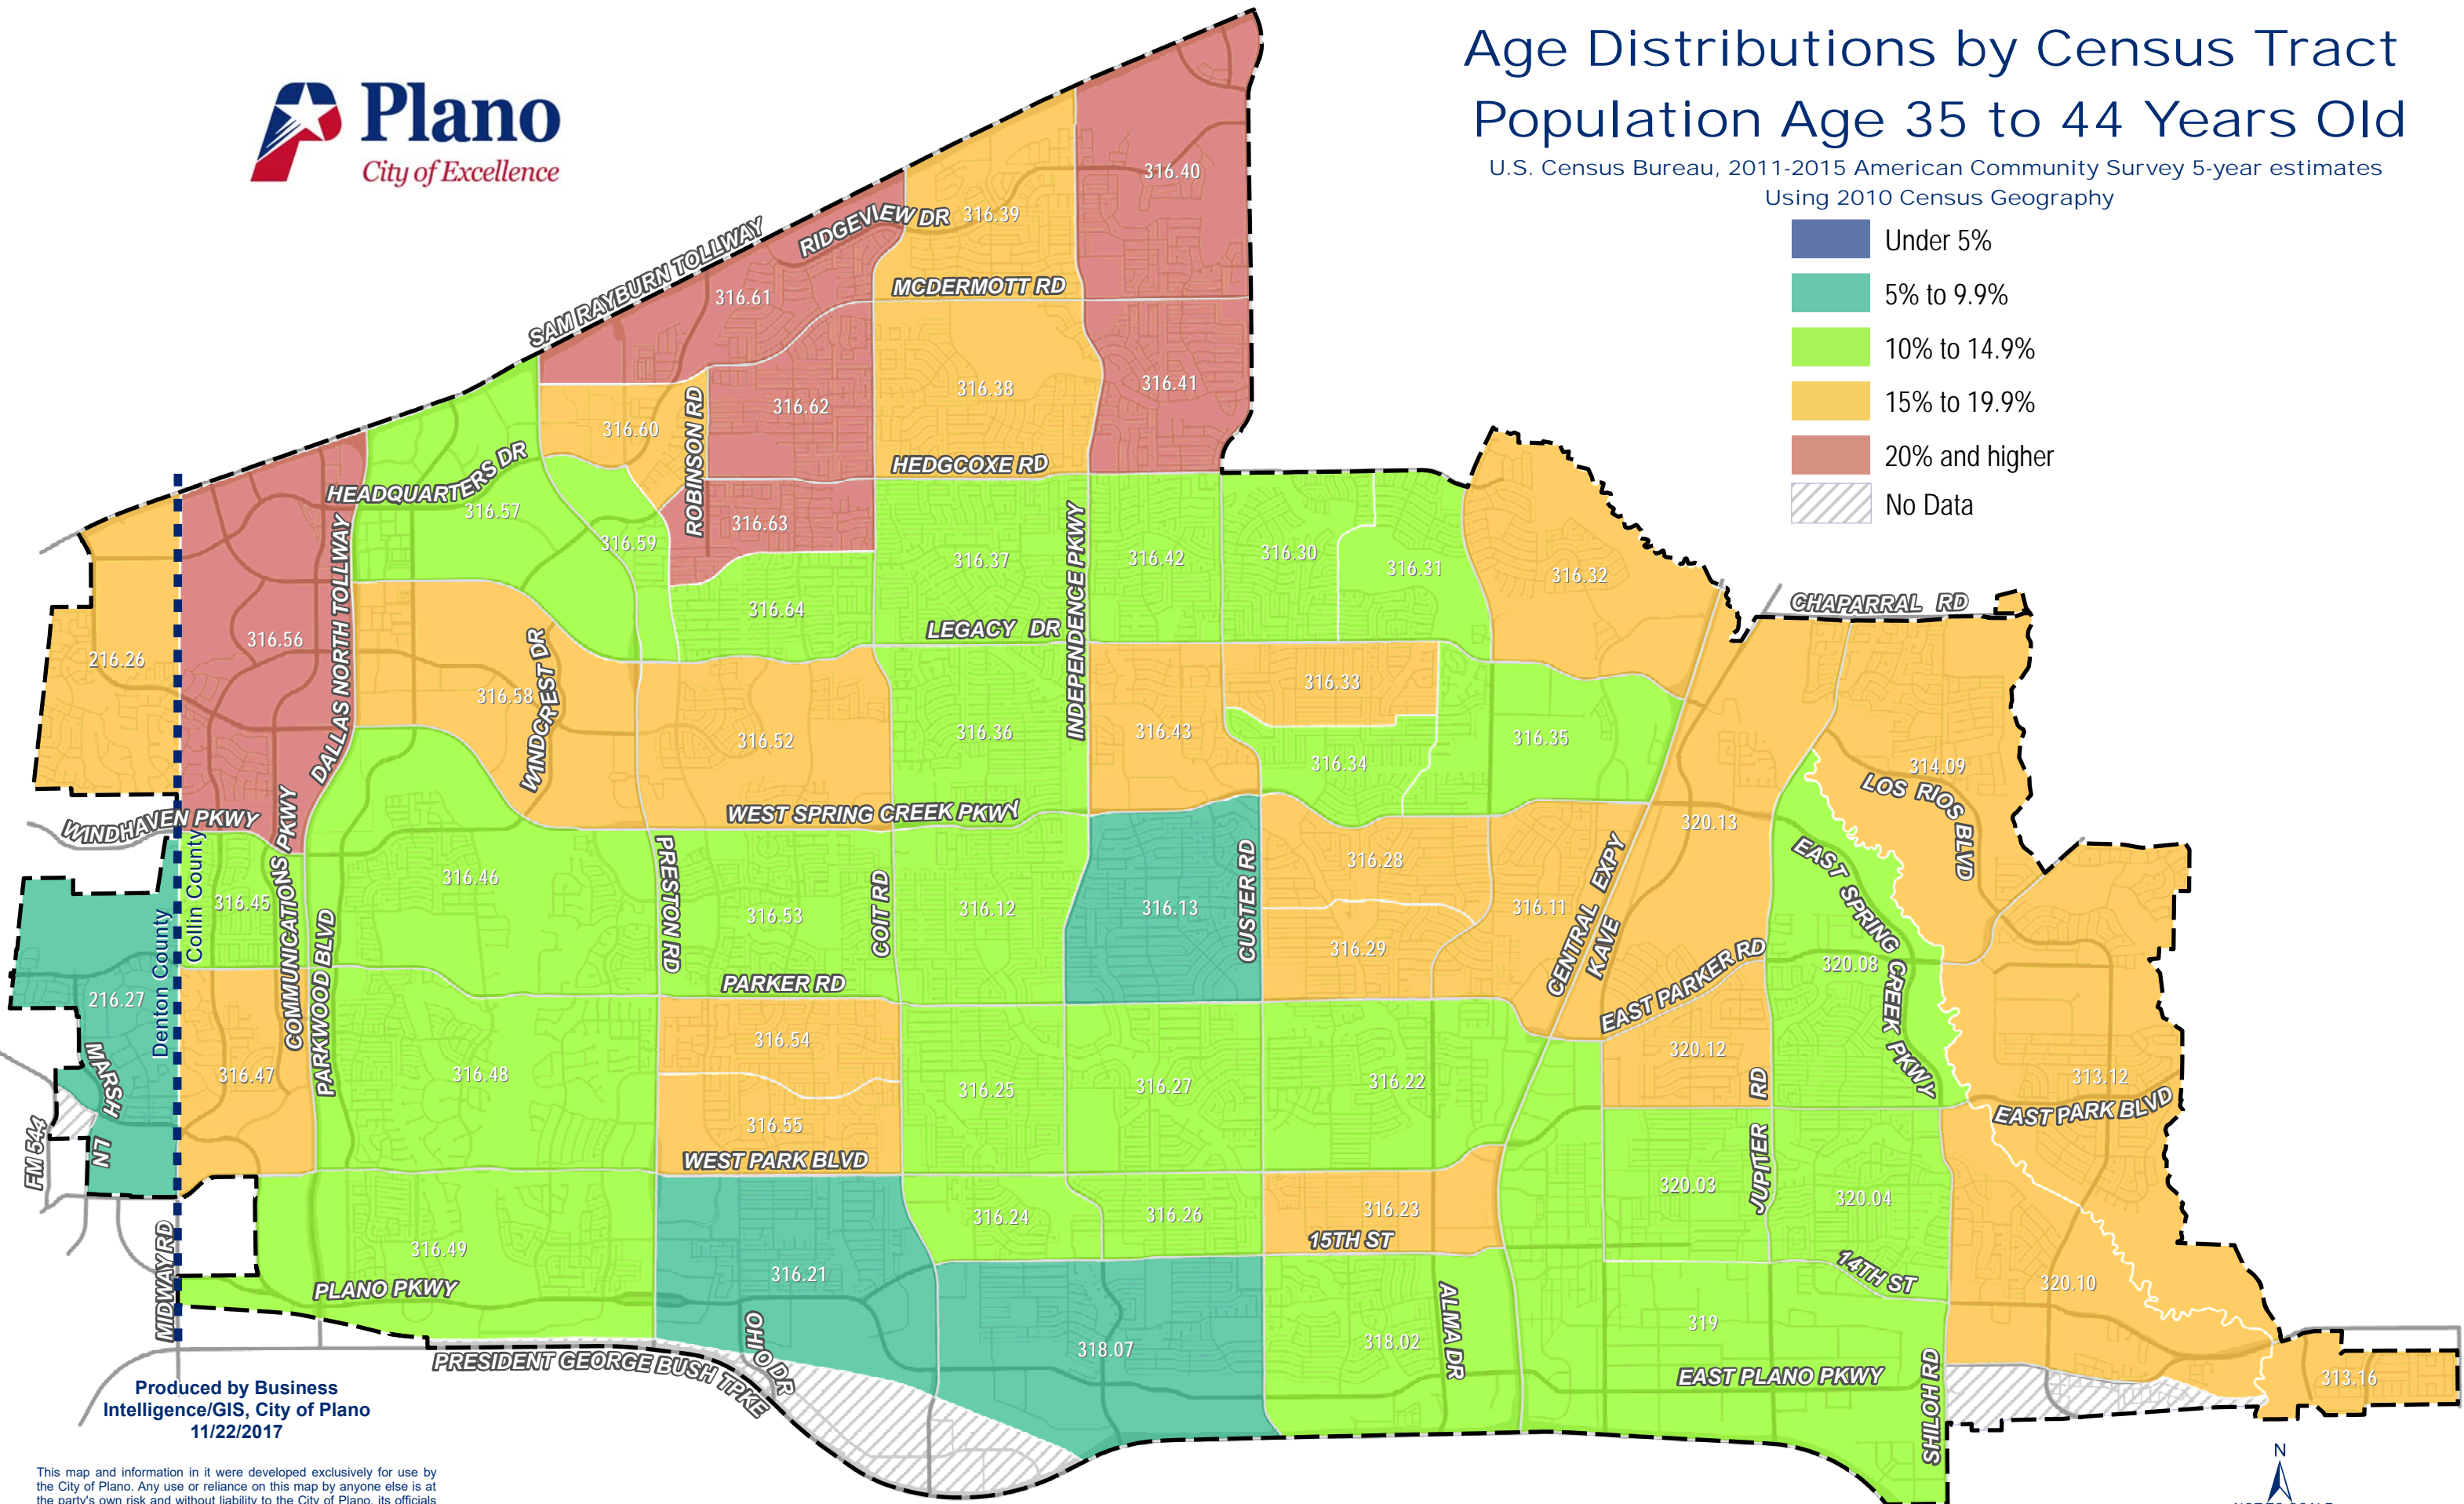 Plano
City of Excellence
Age Distributions by Census Tract
Population Age 35 to 44 Years Old
U.S. Census Bureau, 2011-2015 American Community Survey 5-year estimates
Using 2010 Census Geography
Under 5%
5% to 9.9%
10% to 14.9%
15% to 19.9%
20% and higher
No Data
316.40
316.39
RIDGEVIEW DR
SAM RAYBURN TOLLWAY
316.61
MCDERMOTT RD
316.41
316.38
316.62
316.60
ROBINSON RD
HEDGCOXE RD
HEADQUARTERS DR
316.57
316.59
316.63
316.37
INDEPENDENCE PKWY
316.42
316.30
316.31
316.32
CHAPARRAL RD
316.64
LEGACY DR
216.26
316.56
DALLAS NORTH TOLLWAY
316.58
WINDCREST DR
316.52
316.36
316.43
316.33
316.34
316.35
314.09
LOS RIOS BLVD
WEST SPRING CREEK PKWY
WINDHAVEN PKWY
320.13
316.28
EAST SPRING CREEK PKWY
Denton County
Collin County
316.45
COMMUNICATIONS PKWY
PARKWOOD BLVD
316.46
PRESTON RD
316.53
COIT RD
316.12
316.13
CUSTER RD
316.29
316.11
CENTRAL EXPY
K AVE
EAST PARKER RD
320.08
PARKER RD
216.27
MARSH LN
316.47
316.48
316.54
316.55
316.25
316.27
316.22
320.12
JUPITER RD
313.12
EAST PARK BLVD
FM 544
WEST PARK BLVD
316.24
316.26
316.23
15TH ST
320.03
320.04
14TH ST
320.10
MIDWAY RD
316.49
PLANO PKWY
316.21
OHIO DR
318.07
318.02
ALMA DR
319
EAST PLANO PKWY
SHILOH RD
313.16
PRESIDENT GEORGE BUSH TPKE
Produced by Business
Intelligence/GIS, City of Plano
11/22/2017
This map and information in it were developed exclusively for use by
the City of Plano. Any use or reliance on this map by anyone else is at
the party's own risk and without liability to the City of Plano, its officials
N